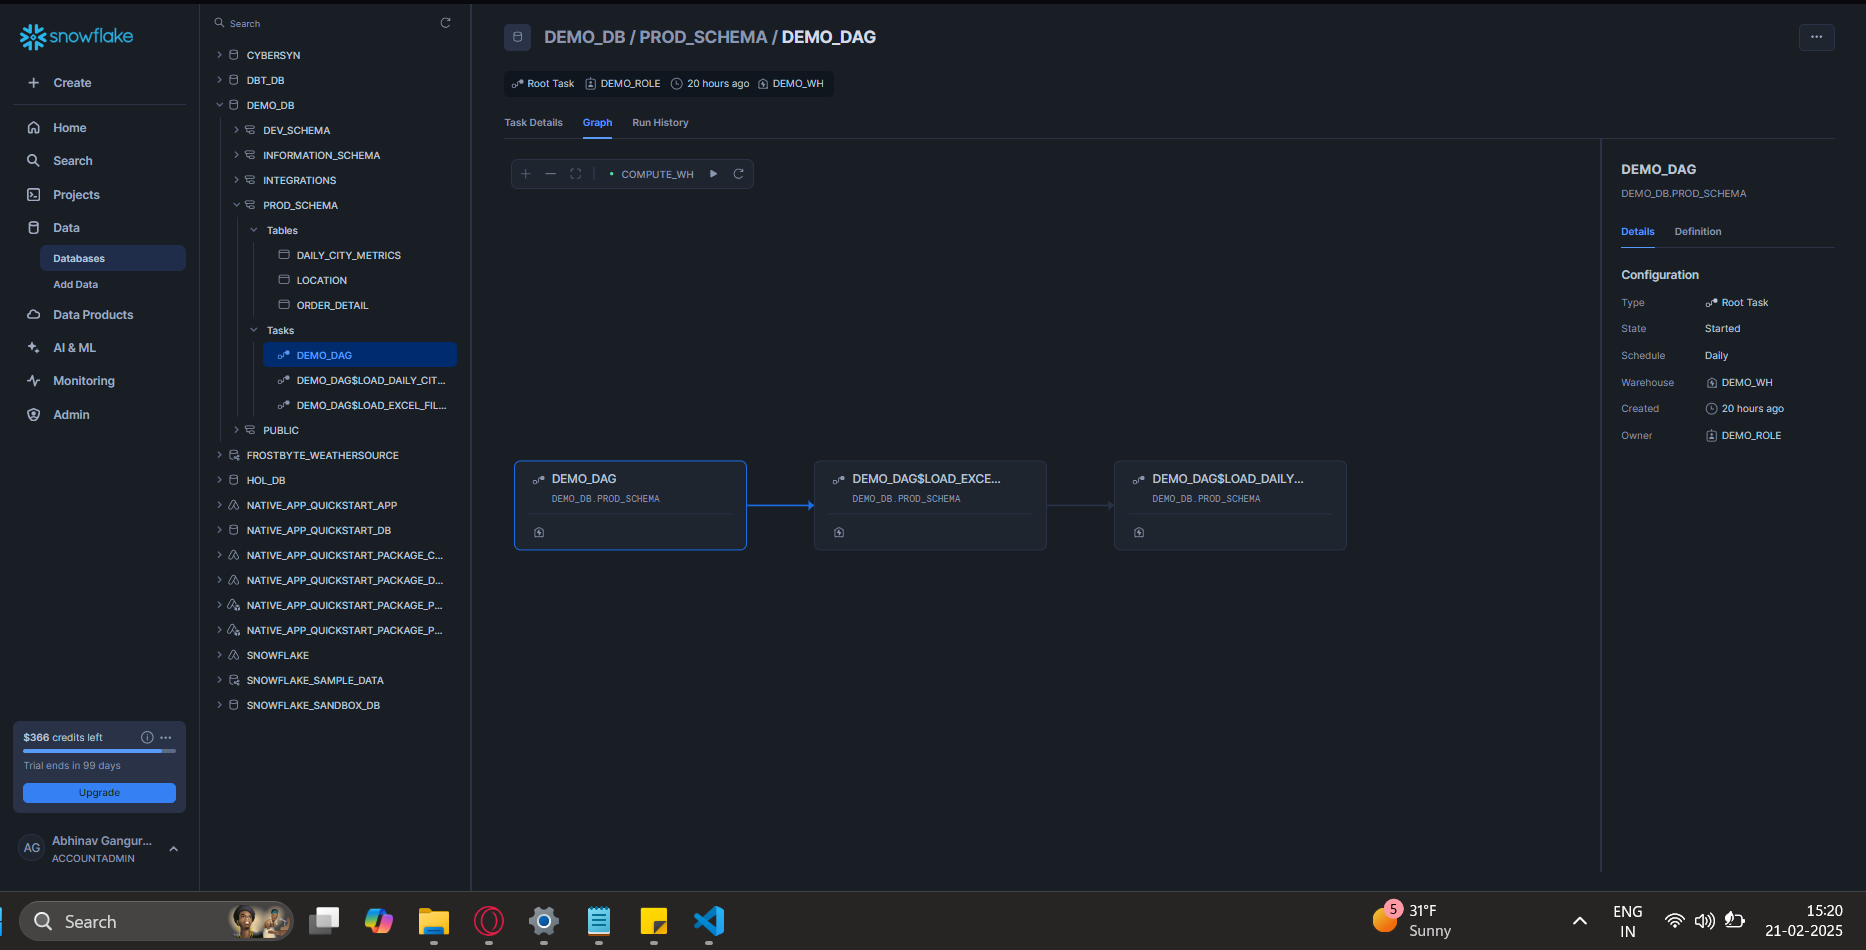 snowflake
Create
Home
Search
Projects
Data
Databases
Add Data
Data Products
AI & ML
Monitoring
Admin
$366 credits left
Trial ends in 99 days
Upgrade
AG
Abhinav Gangur...
ACCOUNTADMIN
Search
CYBERSYN
DBT_DB
DEMO_DB
DEV_SCHEMA
INFORMATION_SCHEMA
INTEGRATIONS
PROD_SCHEMA
Tables
DAILY_CITY_METRICS
LOCATION
ORDER_DETAIL
Tasks
DEMO_DAG
DEMO_DAG$LOAD_DAILY_CIT...
DEMO_DAG$LOAD_EXCEL_FIL...
PUBLIC
FROSTBYTE_WEATHERSOURCE
HOL_DB
NATIVE_APP_QUICKSTART_APP
NATIVE_APP_QUICKSTART_DB
NATIVE_APP_QUICKSTART_PACKAGE_C...
NATIVE_APP_QUICKSTART_PACKAGE_D...
NATIVE_APP_QUICKSTART_PACKAGE_P...
NATIVE_APP_QUICKSTART_PACKAGE_P...
SNOWFLAKE
SNOWFLAKE_SAMPLE_DATA
SNOWFLAKE_SANDBOX_DB
DEMO_DB / PROD_SCHEMA / DEMO_DAG
...
Root Task DEMO_ROLE 20 hours ago DEMO_WH
Task Details Graph Run History
COMPUTE_WH
DEMO_DAG
DEMO_DB.PROD_SCHEMA
DEMO_DAG$LOAD_EXCE...
DEMO_DB.PROD_SCHEMA
DEMO_DAG$LOAD_DAILY...
DEMO_DB.PROD_SCHEMA
DEMO_DAG
DEMO_DB.PROD_SCHEMA
Details Definition
Configuration
Type Root Task
State Started
Schedule Daily
Warehouse DEMO_WH
Created 20 hours ago
Owner DEMO_ROLE
Search
5
31°F
Sunny
ENG
IN
15:20
21-02-2025